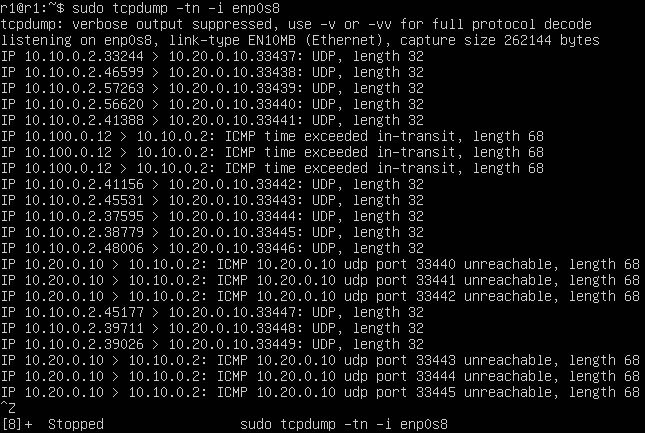 r1@r1:~$ sudo tcpdump -tn -i enp0s8
tcpdump: verbose output suppressed, use -v or -vv for full protocol decode
listening on enp0s8, link-type EN10MB (Ethernet), capture size 262144 bytes
IP 10.10.0.2.33244 > 10.20.0.10.33437: UDP, length 32
IP 10.10.0.2.46599 > 10.20.0.10.33438: UDP, length 32
IP 10.10.0.2.57263 > 10.20.0.10.33439: UDP, length 32
IP 10.10.0.2.56620 > 10.20.0.10.33440: UDP, length 32
IP 10.10.0.2.41388 > 10.20.0.10.33441: UDP, length 32
IP 10.100.0.12 > 10.10.0.2: ICMP time exceeded in-transit, length 68
IP 10.100.0.12 > 10.10.0.2: ICMP time exceeded in-transit, length 68
IP 10.100.0.12 > 10.10.0.2: ICMP time exceeded in-transit, length 68
IP 10.10.0.2.41156 > 10.20.0.10.33442: UDP, length 32
IP 10.10.0.2.45531 > 10.20.0.10.33443: UDP, length 32
IP 10.10.0.2.37595 > 10.20.0.10.33444: UDP, length 32
IP 10.10.0.2.38779 > 10.20.0.10.33445: UDP, length 32
IP 10.10.0.2.48006 > 10.20.0.10.33446: UDP, length 32
IP 10.20.0.10 > 10.10.0.2: ICMP 10.20.0.10 udp port 33440 unreachable, length 68
IP 10.20.0.10 > 10.10.0.2: ICMP 10.20.0.10 udp port 33441 unreachable, length 68
IP 10.20.0.10 > 10.10.0.2: ICMP 10.20.0.10 udp port 33442 unreachable, length 68
IP 10.10.0.2.45177 > 10.20.0.10.33447: UDP, length 32
IP 10.10.0.2.39711 > 10.20.0.10.33448: UDP, length 32
IP 10.10.0.2.39026 > 10.20.0.10.33449: UDP, length 32
IP 10.20.0.10 > 10.10.0.2: ICMP 10.20.0.10 udp port 33443 unreachable, length 68
IP 10.20.0.10 > 10.10.0.2: ICMP 10.20.0.10 udp port 33444 unreachable, length 68
IP 10.20.0.10 > 10.10.0.2: ICMP 10.20.0.10 udp port 33445 unreachable, length 68
^Z
[8]+  Stopped                 sudo tcpdump -tn -i enp0s8